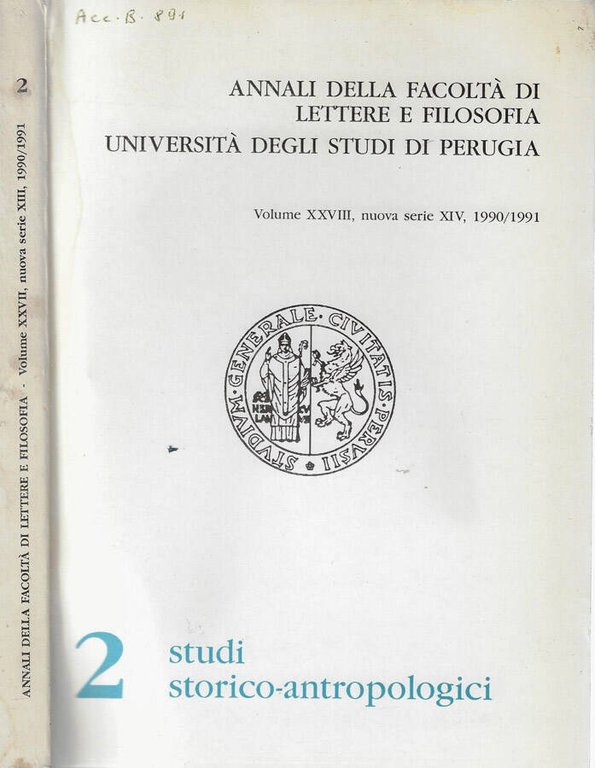 Acc. B. 891
2
ANNALI DELLA FACOLTÀ DI LETTERE E FILOSOFIA - Volume XXVII, nuova serie XIII, 1990/1991
ANNALI DELLA FACOLTÀ DI
LETTERE E FILOSOFIA
UNIVERSITÀ DEGLI STUDI DI PERUGIA
Volume XXVIII, nuova serie XIV, 1990/1991
STVDIVM·GENERALE·CIVITATIS·PERVSII
2
studi
storico-antropologici